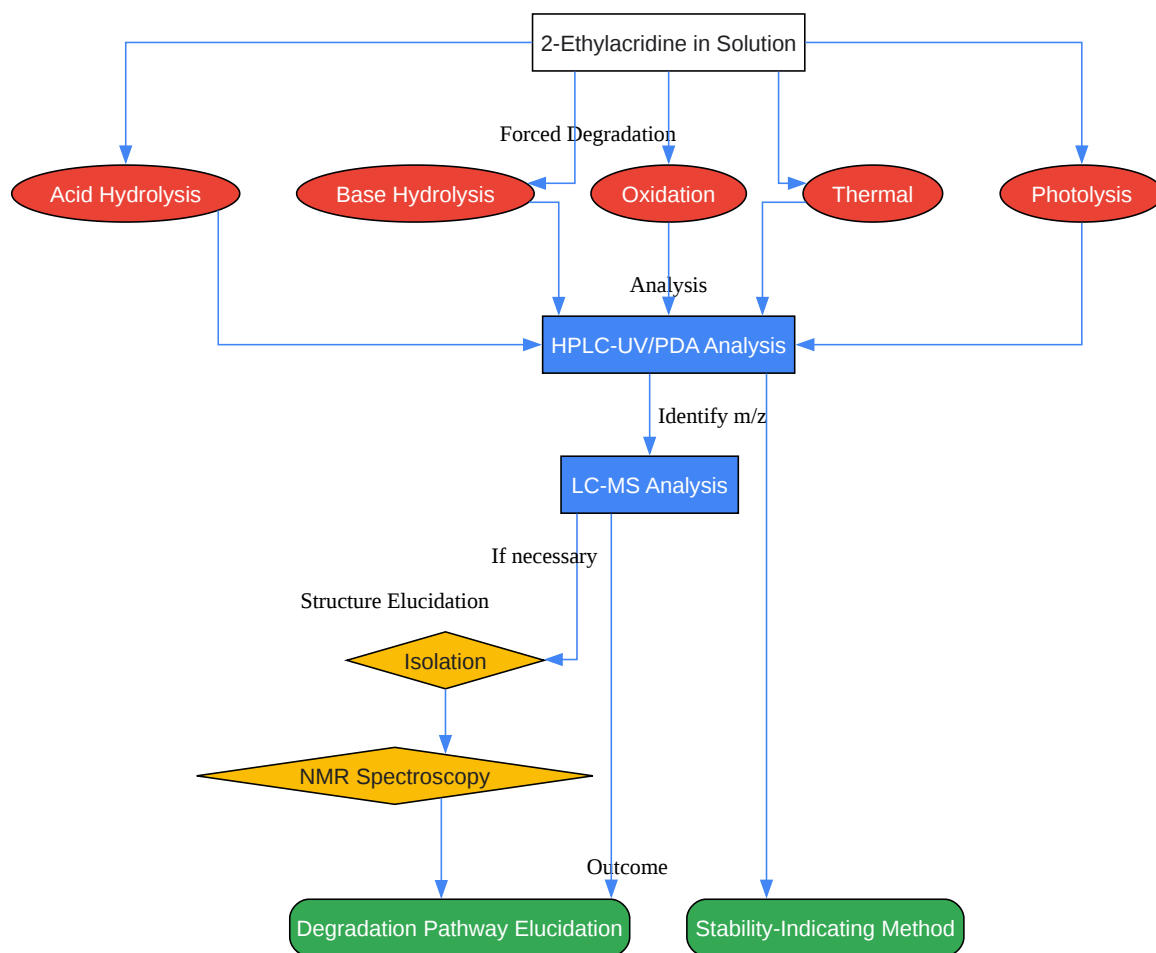 2-Ethylacridine in Solution
Forced Degradation
Acid Hydrolysis
Base Hydrolysis
Oxidation
Thermal
Photolysis
Analysis
HPLC-UV/PDA Analysis
Identify m/z
LC-MS Analysis
If necessary
Structure Elucidation
Isolation
NMR Spectroscopy
Outcome
Degradation Pathway Elucidation
Stability-Indicating Method